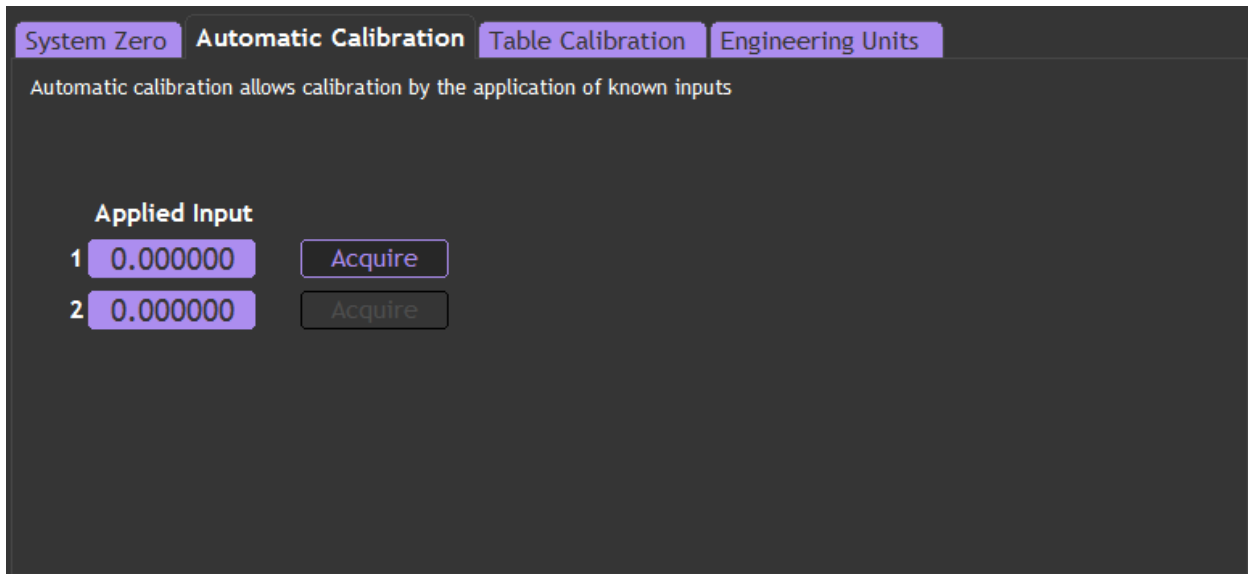 System Zero Automatic Calibration Table Calibration Engineering Units
Automatic calibration allows calibration by the application of known inputs
Applied Input
1 0.000000 Acquire
2 0.000000 Acquire